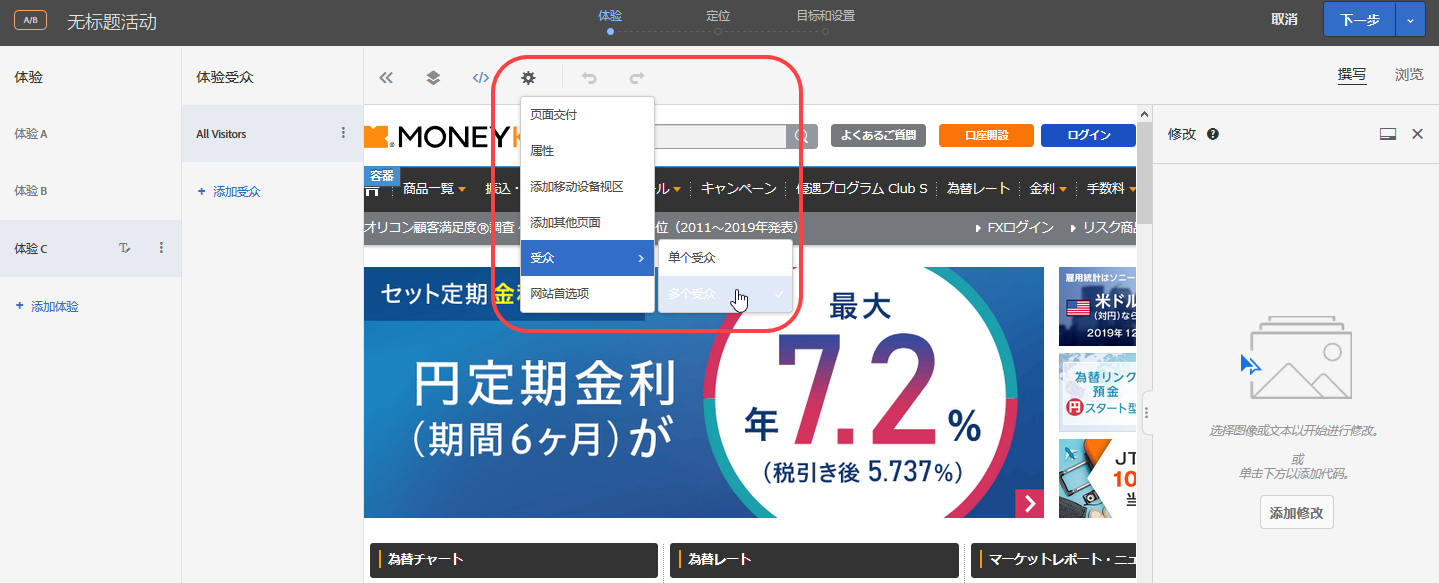 A/B 无标题活动 体验 定位 目标和设置 取消 下一步
体验 体验受众 </> 撰写 浏览
体验 A
体验 B
体验 C
+ 添加体验
All Visitors
+ 添加受众
页面交付
属性
添加移动设备视区
添加其他页面
受众
网站首选项
单个受众
多个受众
MONEY よくあるご質問 口座開設 ログイン
容器
商品一覧 振込・ ール キャンペーン 優遇プログラム Club S 為替レート 金利 手数料
オリコン顧客満足度®調査 位（2011～2019年発表） FXログイン リスク商品
セット定期 金利
円定期金利
(期間6ヶ月)が
最大
年7.2%
(税引き後 5.737%)
雇用統計はソニー
米ドル
(対円)なら
2019年12
為替リンク
預金
円スタート型
JT
10
当
為替チャート 為替レート マーケットレポート・ニュ
修改
选择图像或文本以开始进行修改。
或
单击下方以添加代码。
添加修改